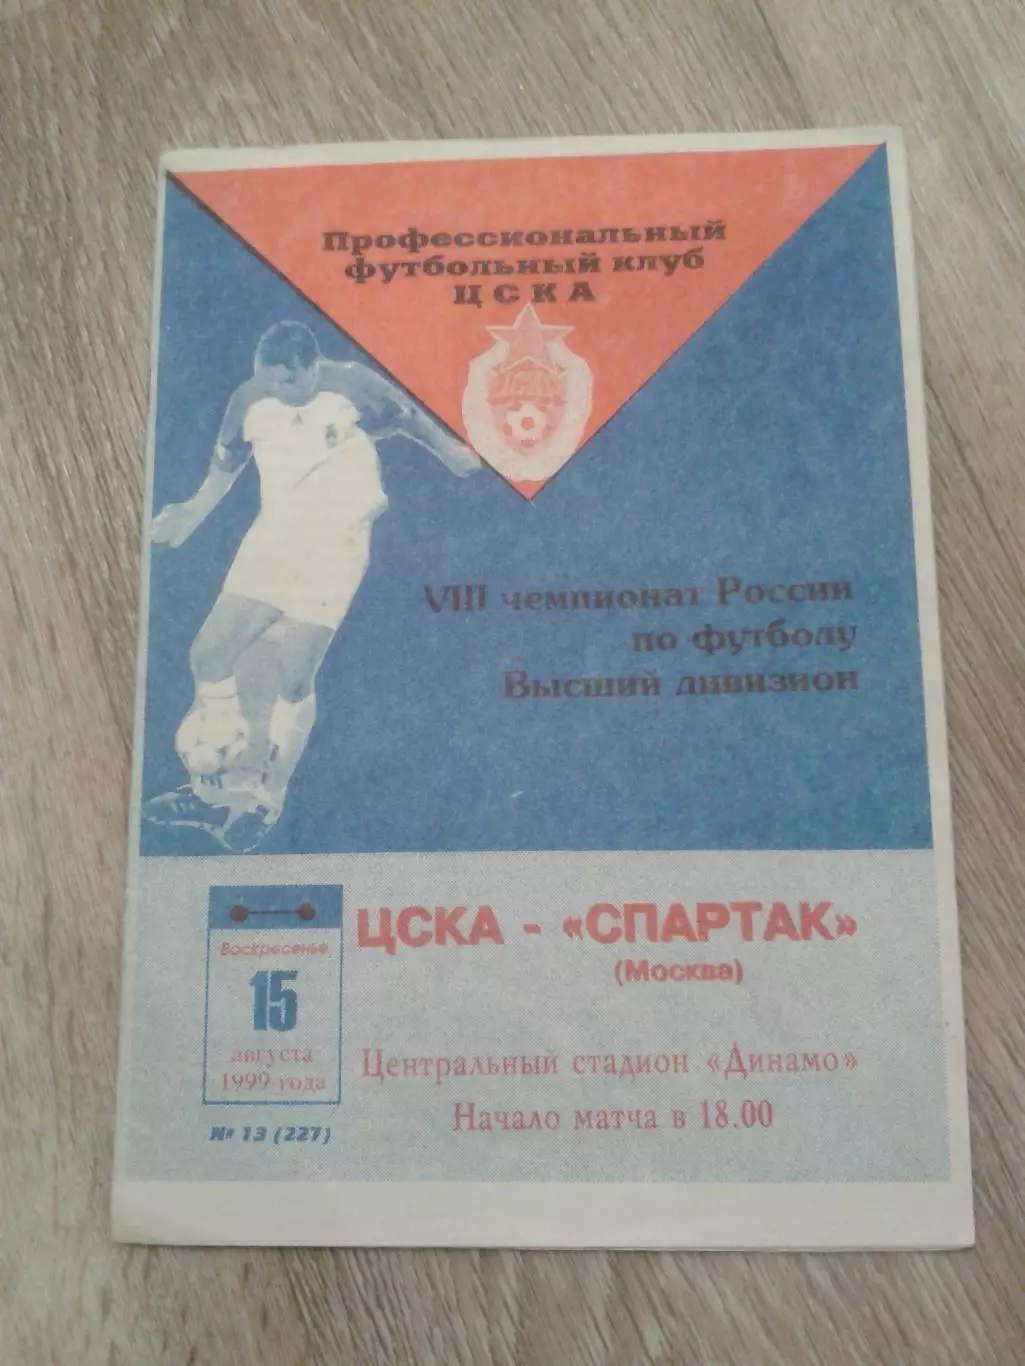 Профессиональный
футбольный клуб
ЦСКА
ЦСКА
VIII чемпионат России
по футболу
Высший дивизион
Воскресенье
15
августа
1999 года
№ 13 (227)
ЦСКА - «СПАРТАК»
(Москва)
Центральный стадион «Динамо»
Начало матча в 18.00